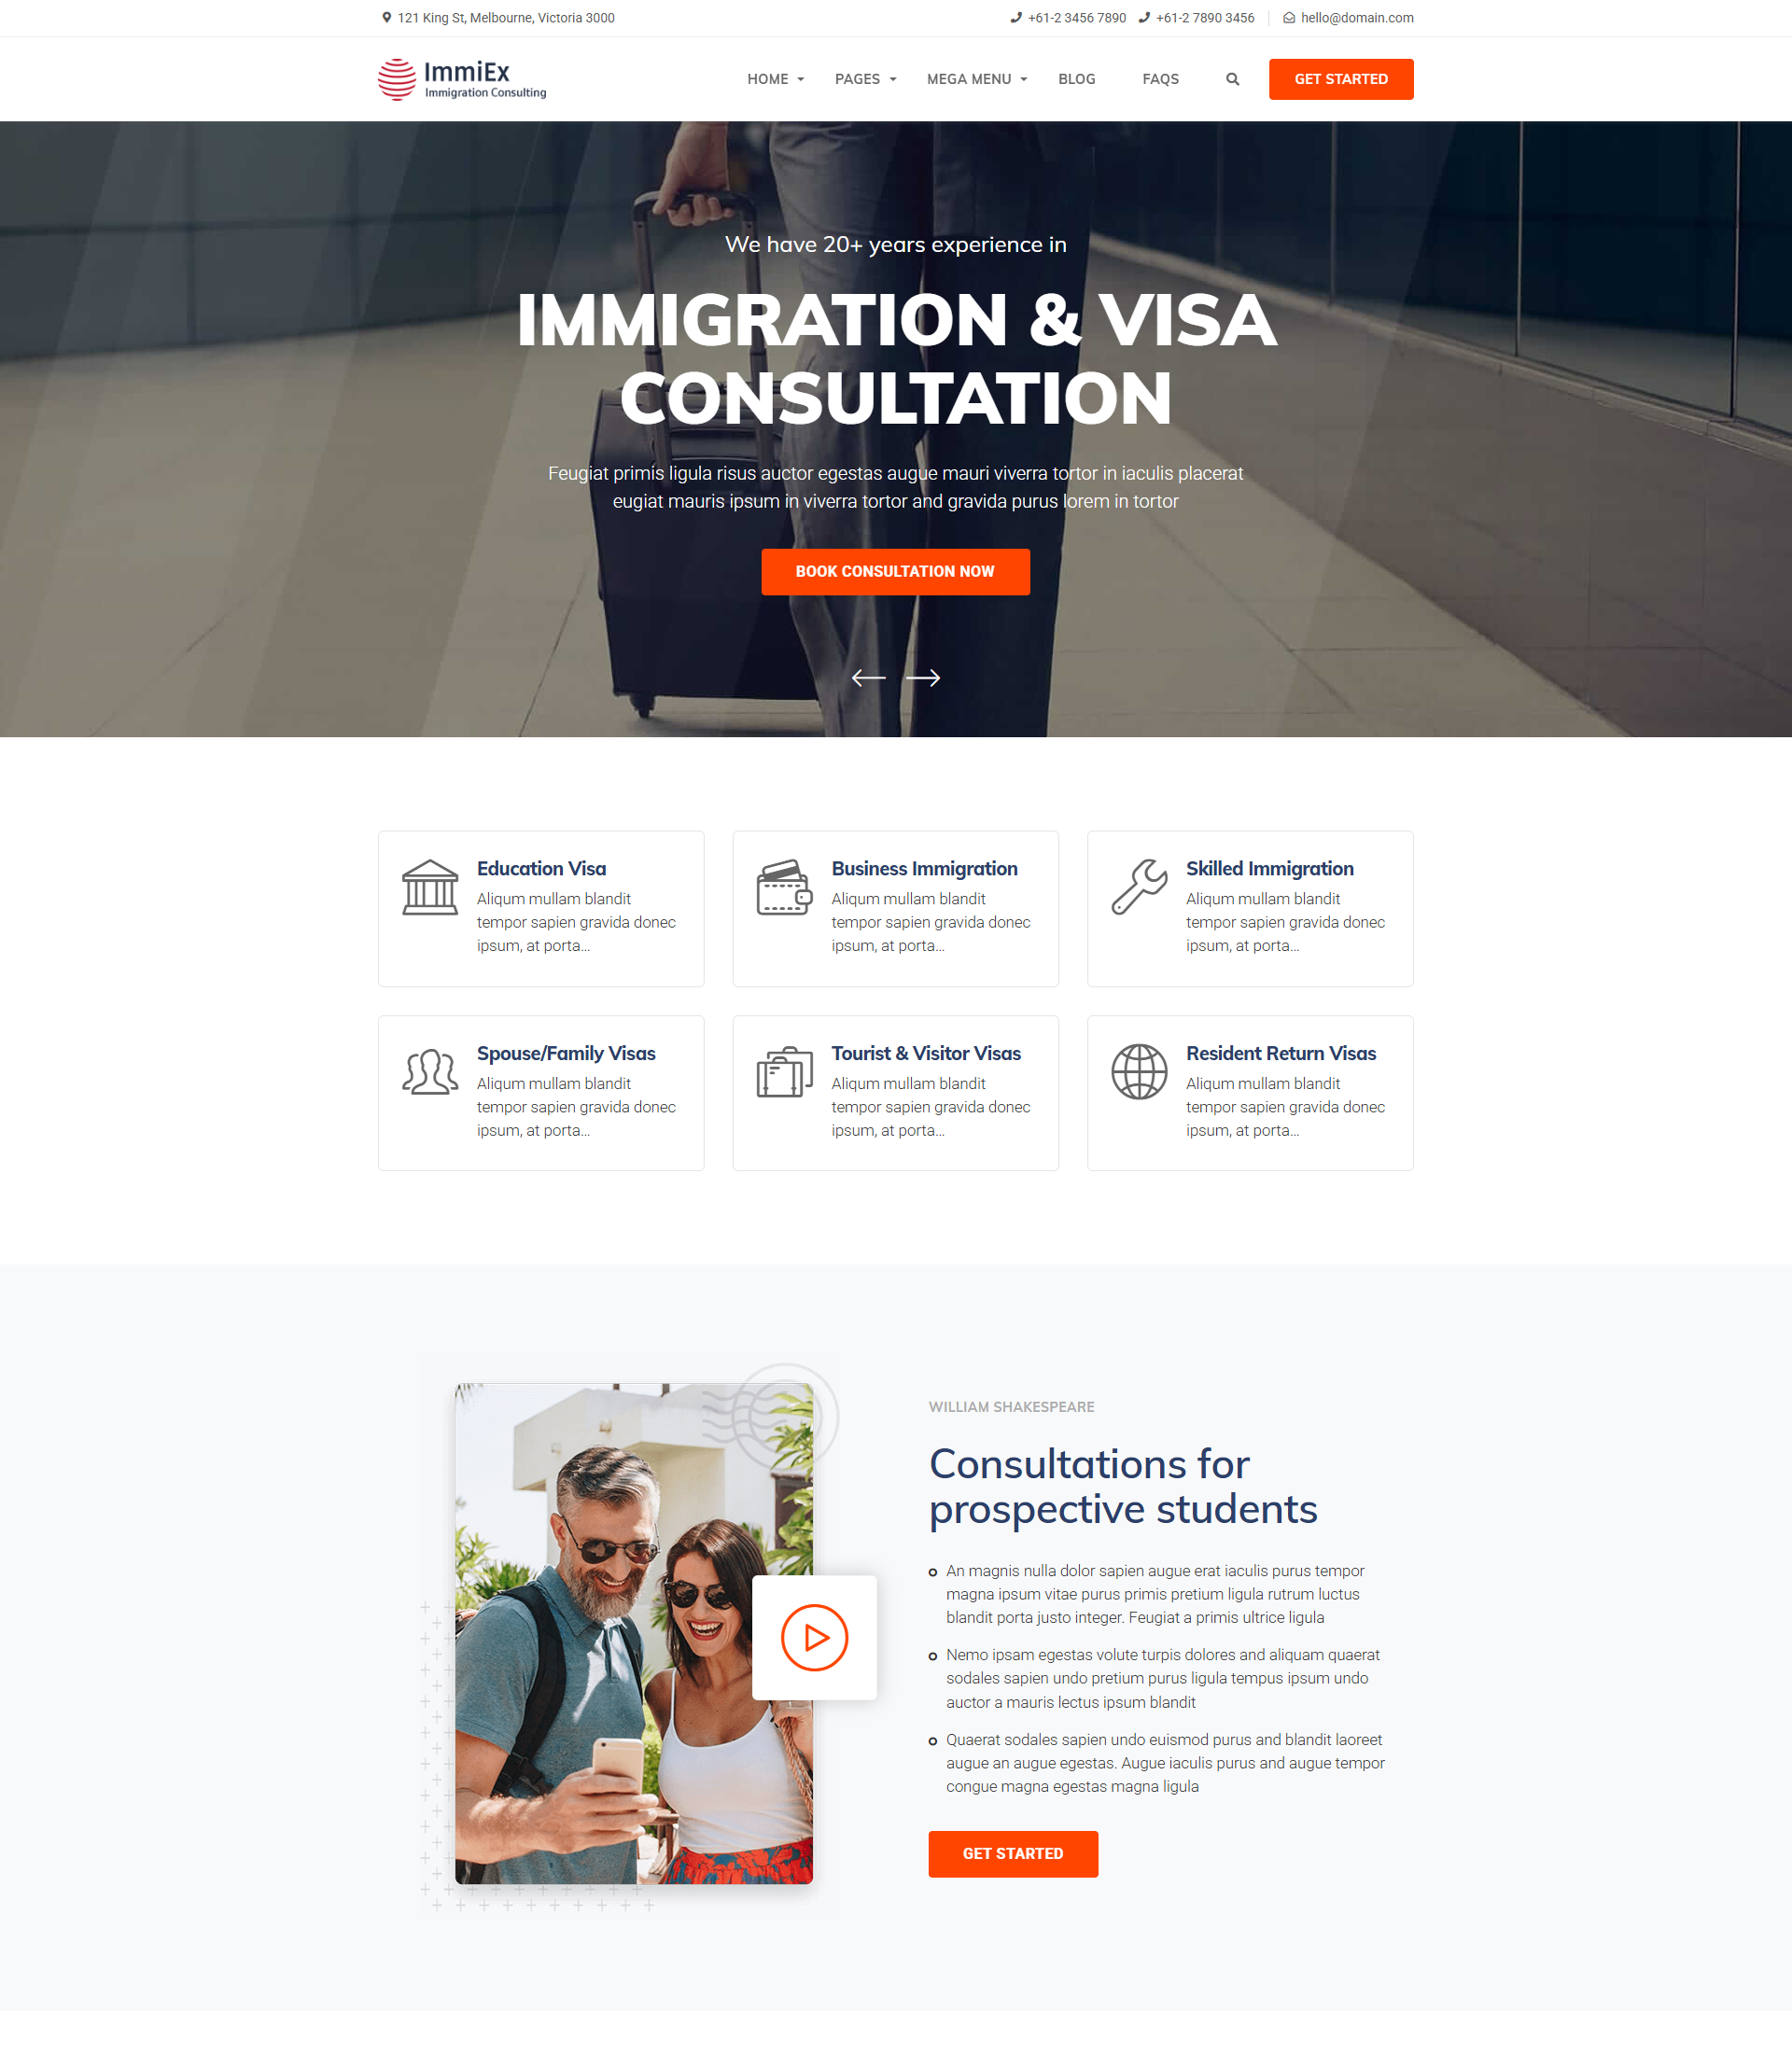 121 King St, Melbourne, Victoria 3000
+61-2 3456 7890 +61-2 7890 3456 hello@domain.com
ImmiEx
Immigration Consulting
HOME PAGES MEGA MENU BLOG FAQS GET STARTED
We have 20+ years experience in
IMMIGRATION & VISA
CONSULTATION
Feugiat primis ligula risus auctor egestas augue mauri viverra tortor in iaculis placerat
eugiat mauris ipsum in viverra tortor and gravida purus lorem in tortor
BOOK CONSULTATION NOW
Education Visa
Aliqum mullam blandit
tempor sapien gravida donec
ipsum, at porta...
Business Immigration
Aliqum mullam blandit
tempor sapien gravida donec
ipsum, at porta...
Skilled Immigration
Aliqum mullam blandit
tempor sapien gravida donec
ipsum, at porta...
Spouse/Family Visas
Aliqum mullam blandit
tempor sapien gravida donec
ipsum, at porta...
Tourist & Visitor Visas
Aliqum mullam blandit
tempor sapien gravida donec
ipsum, at porta...
Resident Return Visas
Aliqum mullam blandit
tempor sapien gravida donec
ipsum, at porta...
WILLIAM SHAKESPEARE
Consultations for
prospective students
An magnis nulla dolor sapien augue erat iaculis purus tempor
magna ipsum vitae purus primis pretium ligula rutrum luctus
blandit porta justo integer. Feugiat a primis ultrice ligula
Nemo ipsam egestas volute turpis dolores and aliquam quaerat
sodales sapien undo pretium purus ligula tempus ipsum undo
auctor a mauris lectus ipsum blandit
Quaerat sodales sapien undo euismod purus and blandit laoreet
augue an augue egestas. Augue iaculis purus and augue tempor
congue magna egestas magna ligula
GET STARTED